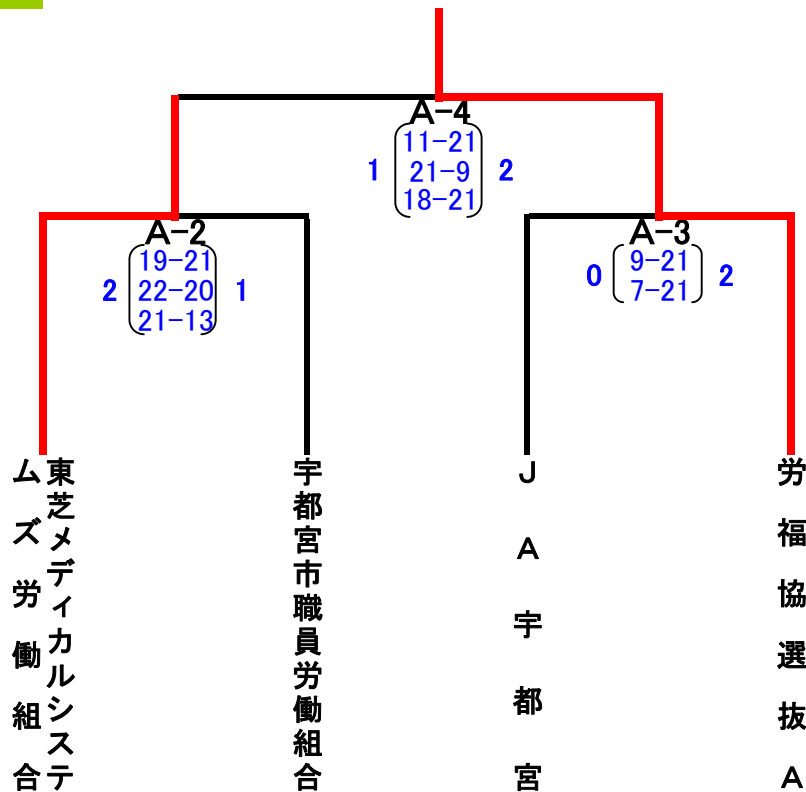 A-4
11-21
1 21-9 2
18-21
A-2
19-21
2 22-20 1
21-13
A-3
9-21
0 7-21 2
東芝メディカルシステ
ムズ労働組合
宇都宮市職員労働組合
JA宇都宮
労福協選抜A